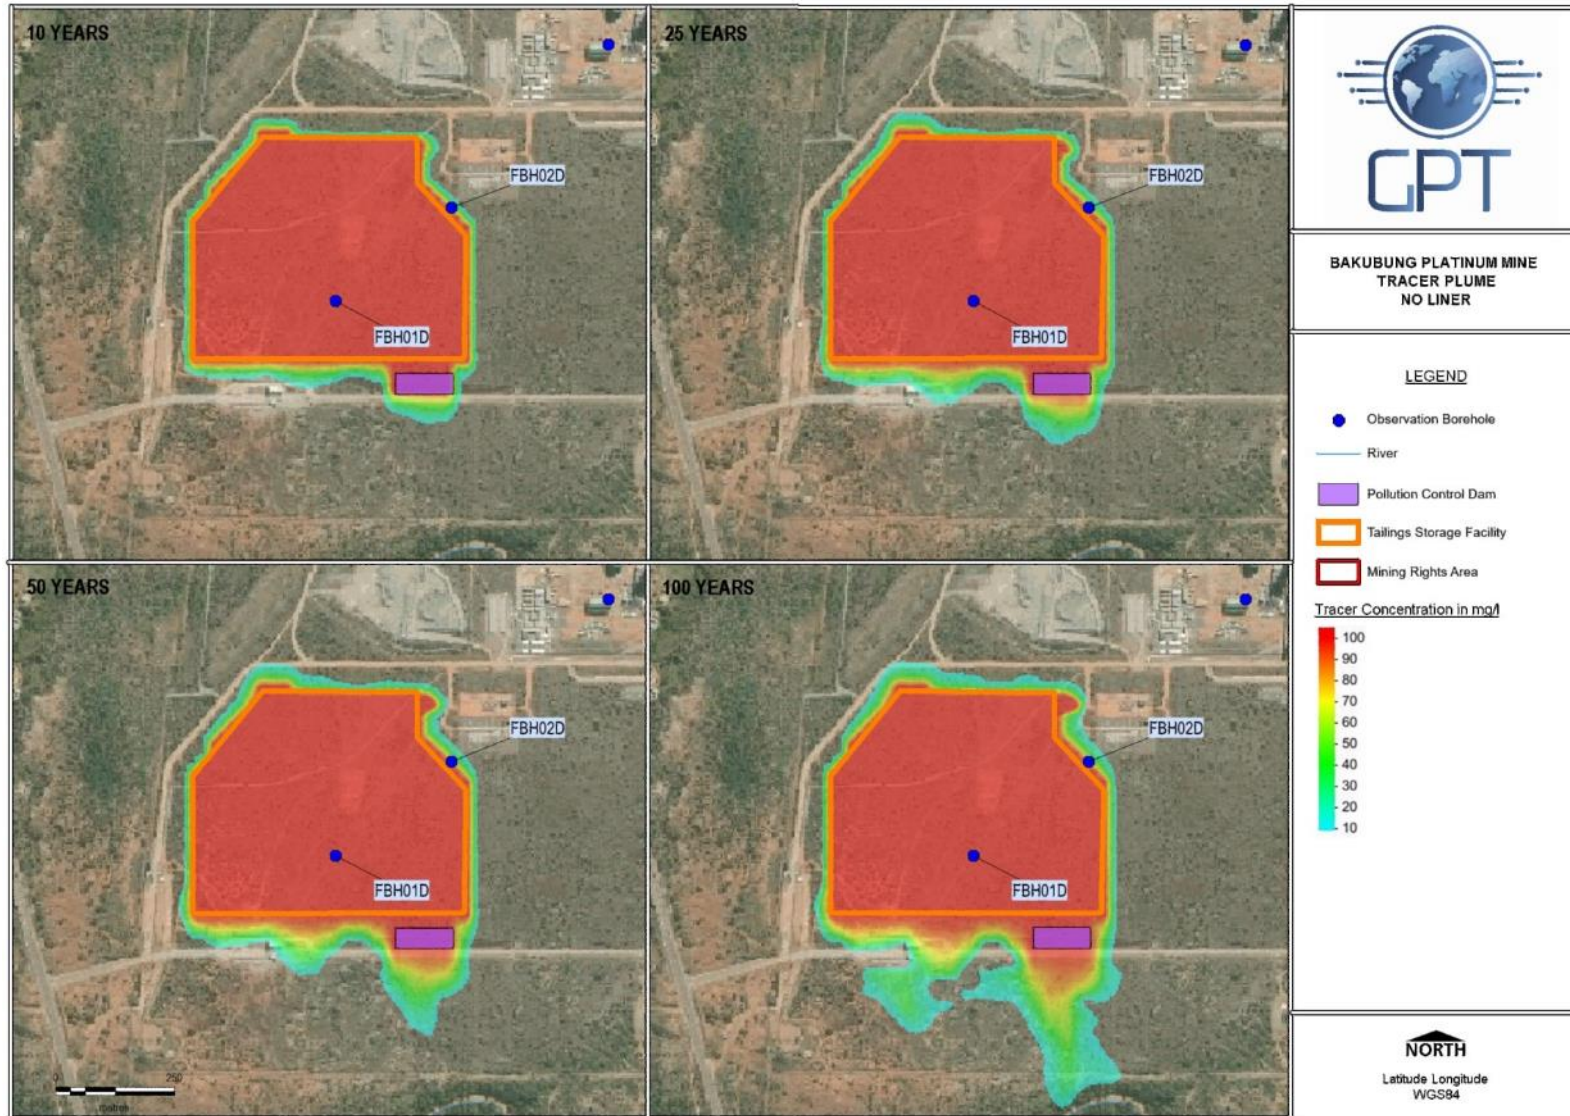 10 YEARS
25 YEARS
FBH02D
FBH01D
FBH02D
FBH01D
50 YEARS
100 YEARS
FBH02D
FBH01D
FBH02D
FBH01D
0 250
metres
GPT
BAKUBUNG PLATINUM MINE
TRACER PLUME
NO LINER
LEGEND
Observation Borehole
River
Pollution Control Dam
Tailings Storage Facility
Mining Rights Area
Tracer Concentration in mg/l
100
90
80
70
60
50
40
30
20
10
NORTH
Latitude Longitude
WGS84